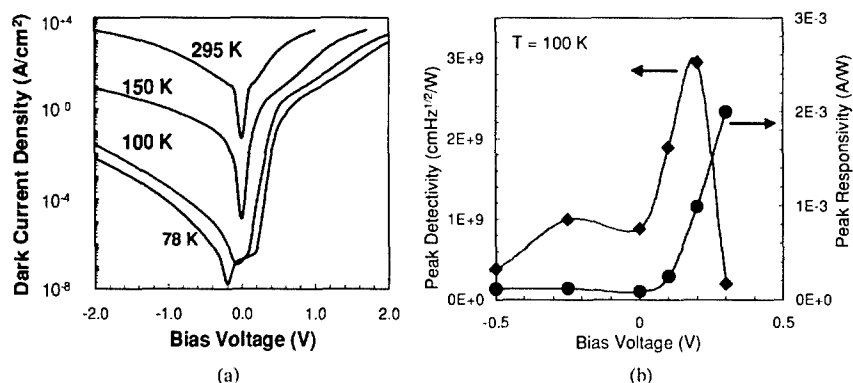 Dark Current Density (A/cm²)
10⁺⁴
10⁰
10⁻⁴
10⁻⁸
295 K
150 K
100 K
78 K
-2.0
-1.0
0.0
1.0
2.0
Bias Voltage (V)
(a)
Peak Detectivity (cmHz¹/²/W)
3E+9
2E+9
1E+9
0E+0
T = 100 K
3E-3
2E-3
1E-3
0E+0
Peak Responsivity (A/W)
-0.5
0
0.5
Bias Voltage (V)
(b)